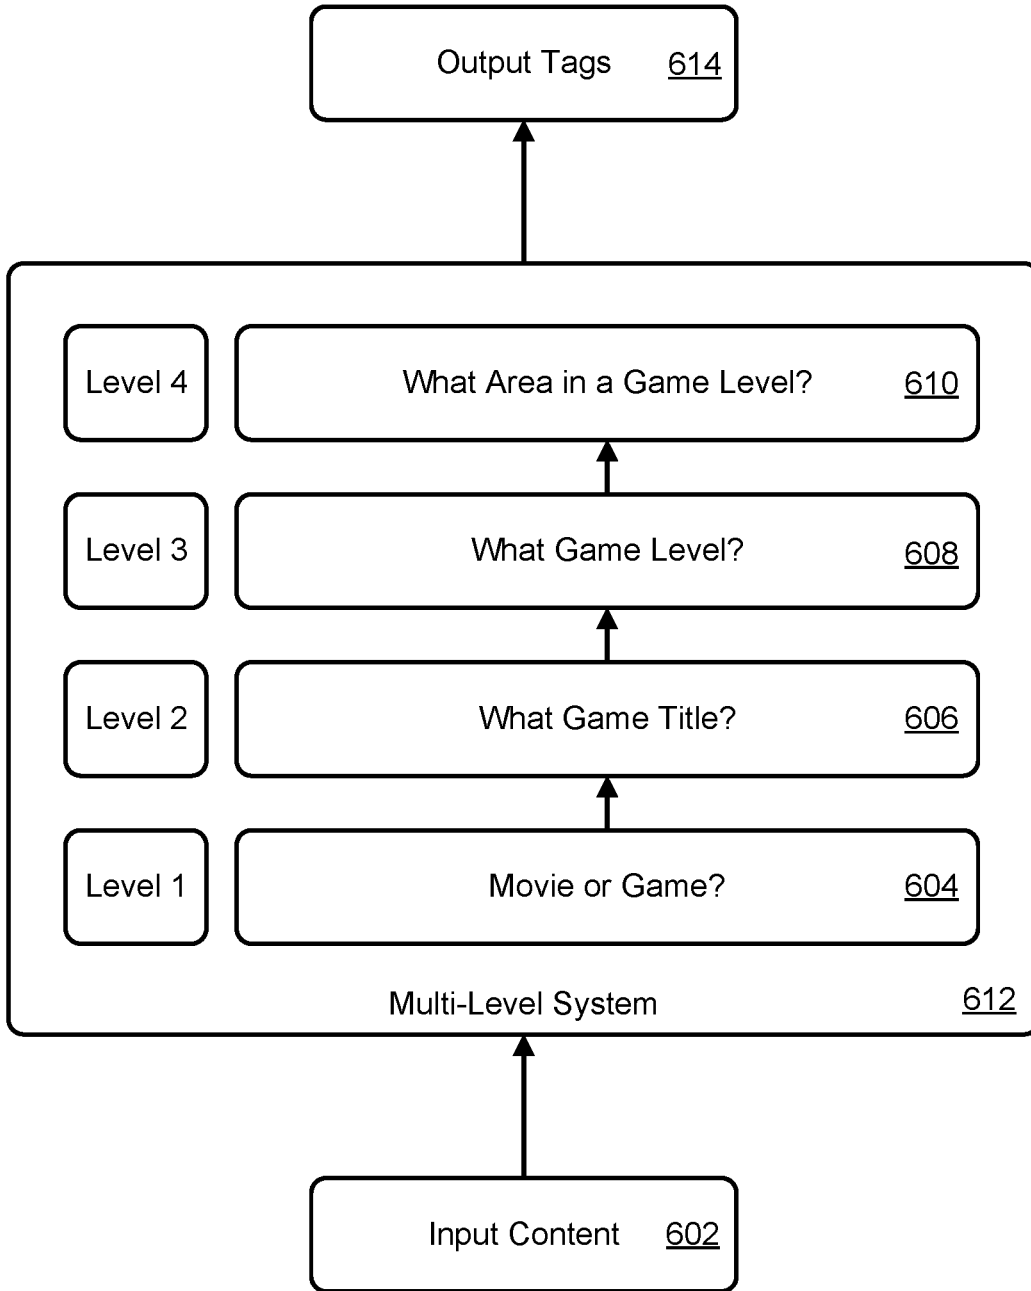 Output Tags 614
Level 4 What Area in a Game Level? 610
Level 3 What Game Level? 608
Level 2 What Game Title? 606
Level 1 Movie or Game? 604
Multi-Level System 612
Input Content 602